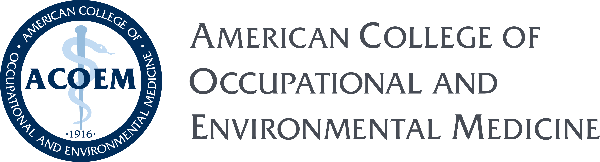 AMERICAN COLLEGE OF
OCCUPATIONAL AND ENVIRONMENTAL MEDICINE
ACOEM
·1916·
AMERICAN COLLEGE OF
OCCUPATIONAL AND
ENVIRONMENTAL MEDICINE